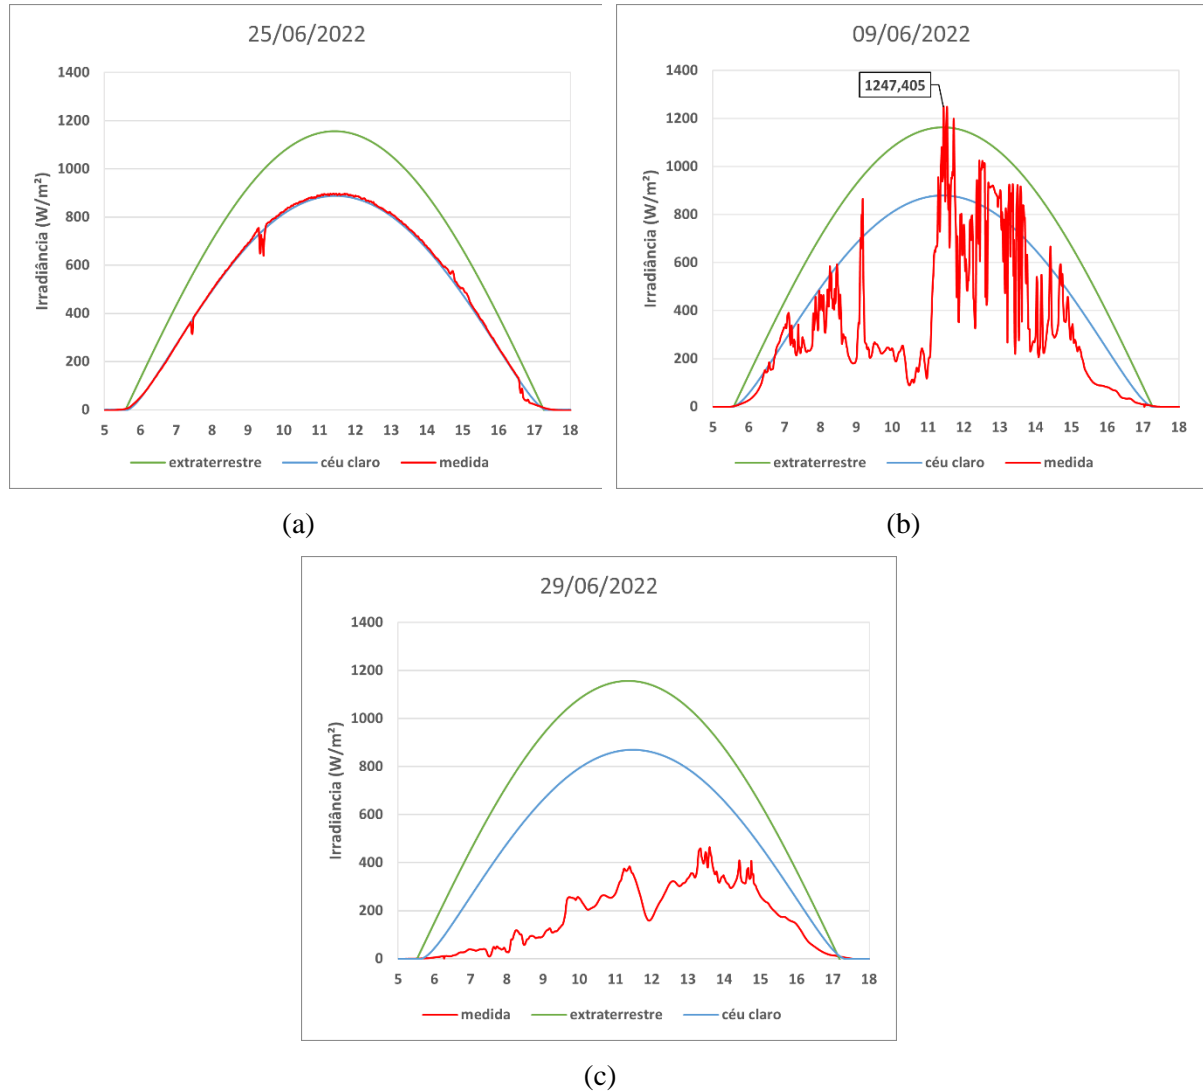 25/06/2022
1400
1200
1000
800
600
400
200
0
Irradiância (W/m²)
5 6 7 8 9 10 11 12 13 14 15 16 17 18
extraterrestre céu claro medida
(a)
09/06/2022
1247,405
1400
1200
1000
800
600
400
200
0
Irradiância (W/m²)
5 6 7 8 9 10 11 12 13 14 15 16 17 18
extraterrestre céu claro medida
(b)
29/06/2022
1400
1200
1000
800
600
400
200
0
Irradiância (W/m²)
5 6 7 8 9 10 11 12 13 14 15 16 17 18
medida extraterrestre céu claro
(c)